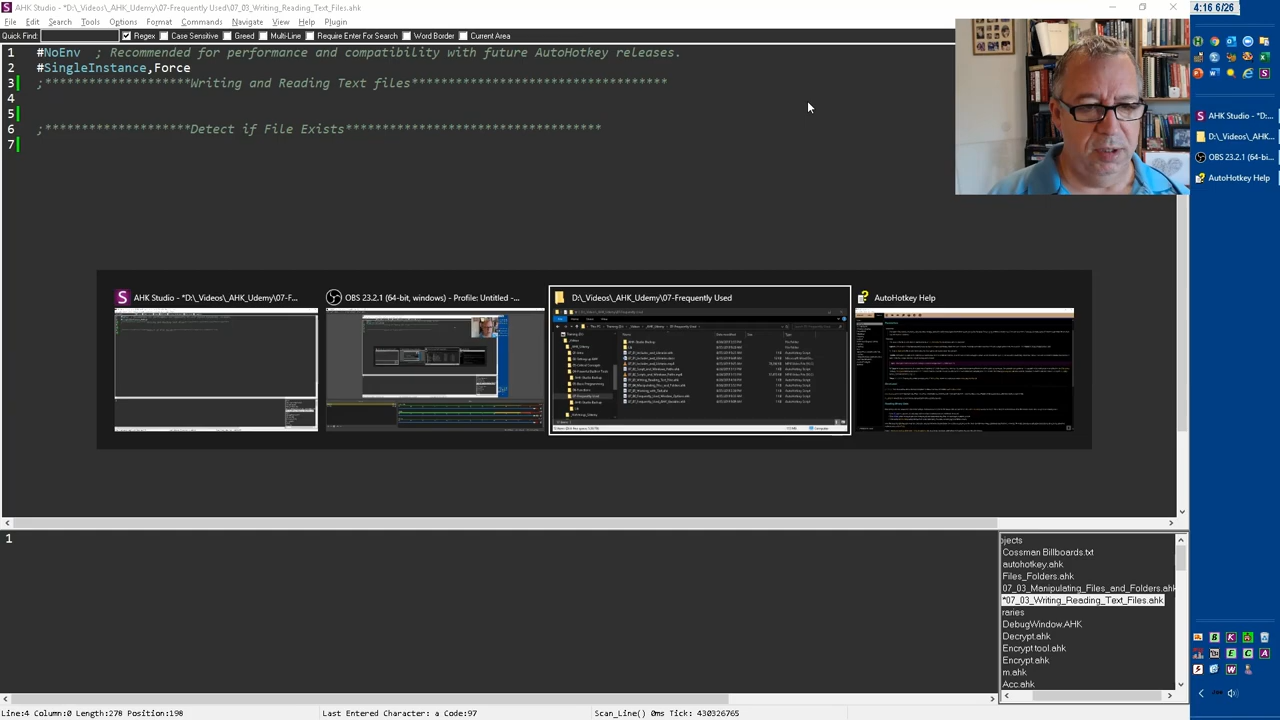 AHK Studio - *D:\_Videos\_AHK_Udemy\07-Frequently Used\07_03_Writing_Reading_Text_Files.ahk
4:16 6/26
File Edit Search Tools Options Format Commands Navigate View Help Plugin
Quick Find: Regex Case Sensitive Greed Multi-Line Require Enter For Search Word Border Current Area
1 #NoEnv ; Recommended for performance and compatibility with future AutoHotkey releases.
2 #SingleInstance,Force
3 ;********************Writing and Reading Text files***********************************
4
5
6 ;********************Detect if File Exists***********************************
7
AHK Studio - *D:...
D:\_Videos\_AHK...
OBS 23.2.1 (64-bi...
AutoHotkey Help
AHK Studio - *D:\_Videos\_AHK_Udemy\07-F...
OBS 23.2.1 (64-bit, windows) - Profile: Untitled -...
D:\_Videos\_AHK_Udemy\07-Frequently Used
AutoHotkey Help
1
ojects
Cossman Billboards.txt
autohotkey.ahk
Files_Folders.ahk
07_03_Manipulating_Files_and_Folders.ahk
*07_03_Writing_Reading_Text_Files.ahk
raries
DebugWindow.AHK
Decrypt.ahk
Encrypt tool.ahk
Encrypt.ahk
m.ahk
Acc.ahk
Line:4 Column:0 Length:278 Position:198 Last Entered Character: a Code:97 Scan_Line() 0ms Tick: 430326765